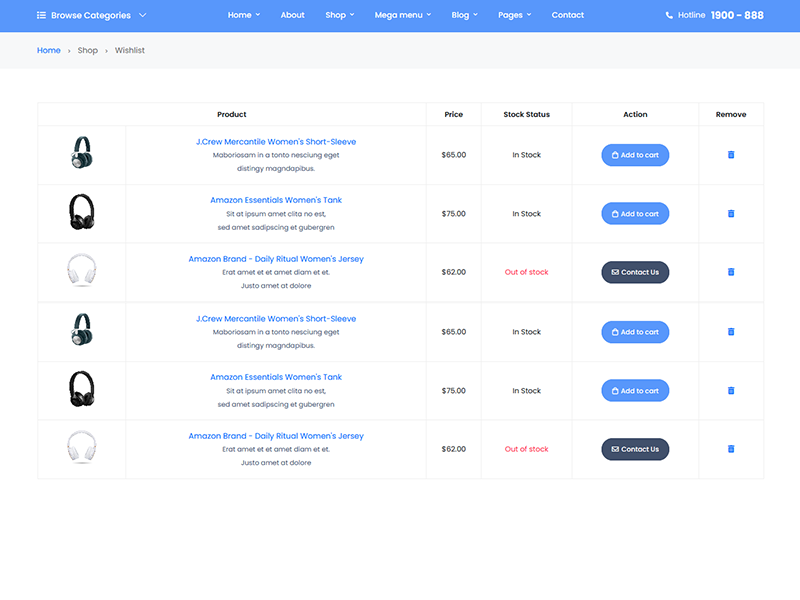 Browse Categories Home About Shop Mega menu Blog Pages Contact Hotline 1900 - 888
Home › Shop › Wishlist
Product Price Stock Status Action Remove
J.Crew Mercantile Women's Short-Sleeve
Maboriosam in a tonto nesciung eget
distingy magndapibus.
$65.00 In Stock Add to cart
Amazon Essentials Women's Tank
Sit at ipsum amet clita no est,
sed amet sadipscing et gubergren
$75.00 In Stock Add to cart
Amazon Brand - Daily Ritual Women's Jersey
Erat amet et et amet diam et et.
Justo amet at dolore
$62.00 Out of stock Contact Us
J.Crew Mercantile Women's Short-Sleeve
Maboriosam in a tonto nesciung eget
distingy magndapibus.
$65.00 In Stock Add to cart
Amazon Essentials Women's Tank
Sit at ipsum amet clita no est,
sed amet sadipscing et gubergren
$75.00 In Stock Add to cart
Amazon Brand - Daily Ritual Women's Jersey
Erat amet et et amet diam et et.
Justo amet at dolore
$62.00 Out of stock Contact Us